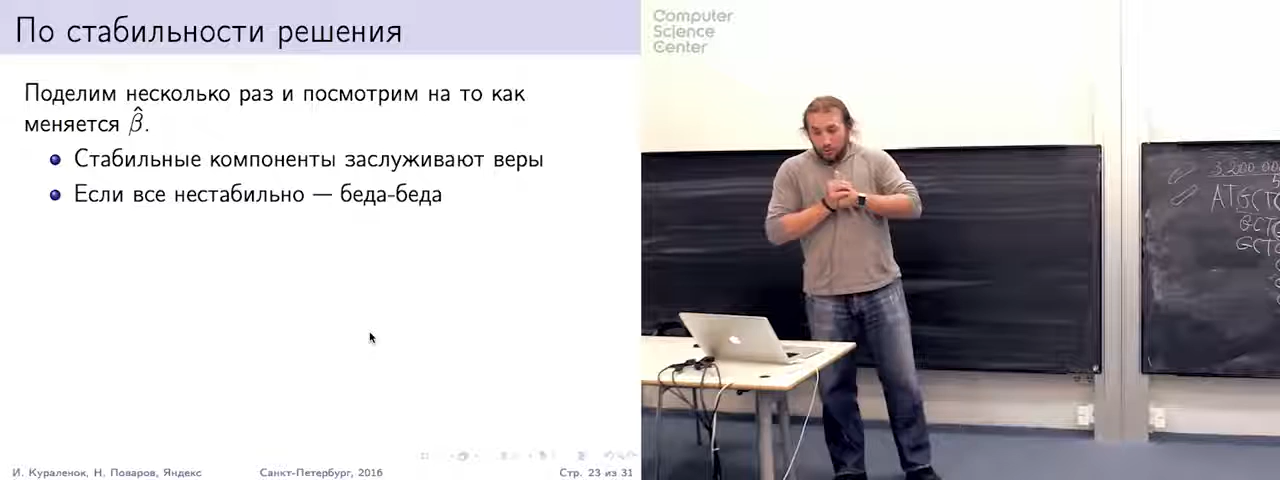 По стабильности решения
Поделим несколько раз и посмотрим на то как
меняется β̂.
Стабильные компоненты заслуживают веры
Если все нестабильно — беда-беда
И. Кураленок, Н. Поваров, Яндекс
Санкт-Петербург, 2016
Стр. 23 из 31
Computer
Science
Center